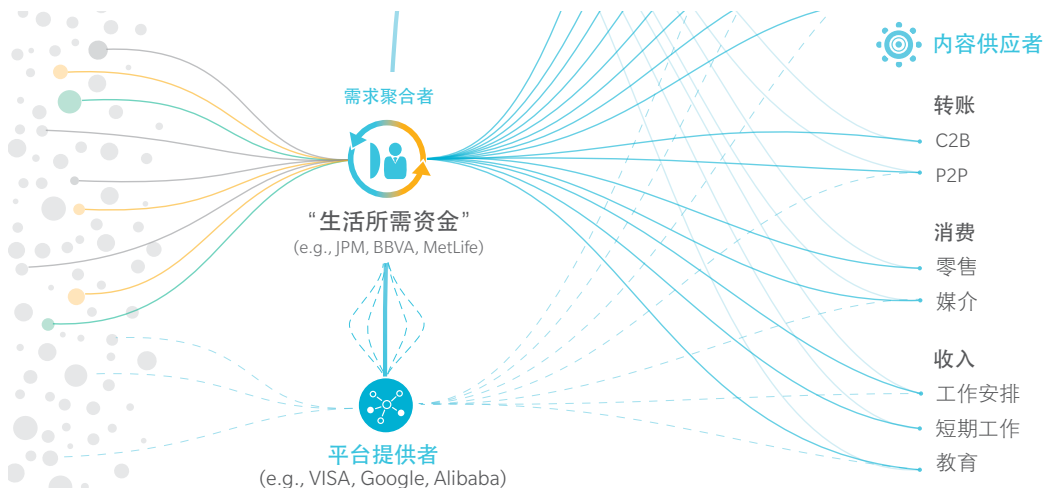 需求聚合者
“生活所需资金”
(e.g., JPM, BBVA, MetLife)
平台提供者
(e.g., VISA, Google, Alibaba)
内容供应者
转账
C2B
P2P
消费
零售
媒介
收入
工作安排
短期工作
教育